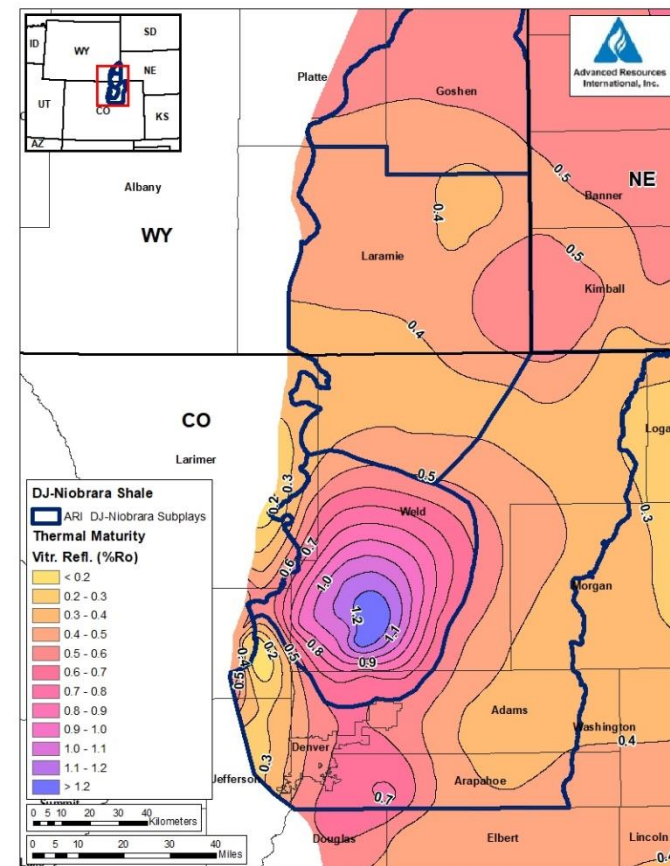 SD
ID
WY
NE
UT
CO
KS
AZ
Advanced Resources
International, Inc.
Platte
Goshen
0.5
NE
Banner
Albany
0.4
WY
Laramie
0.5
Kimball
0.4
CO
Larimer
Loga
0.5
0.3
0.2
Weld
0.3
0.7
0.6
1.0
Morgan
1.2
1.1
0.2
0.8
0.5
0.9
0.5
Adams
Washington
0.4
Denver
0.3
Jefferson
Arapahoe
0.7
Douglas
Elbert
Lincoln
DJ-Niobrara Shale
ARI DJ-Niobrara Subplays
Thermal Maturity
Vitr. Refl. (%Ro)
< 0.2
0.2 - 0.3
0.3 - 0.4
0.4 - 0.5
0.5 - 0.6
0.6 - 0.7
0.7 - 0.8
0.8 - 0.9
0.9 - 1.0
1.0 - 1.1
1.1 - 1.2
> 1.2
Summit
0 5 10 20 30 40
Kilometers
0 5 10 20 30 40
Miles